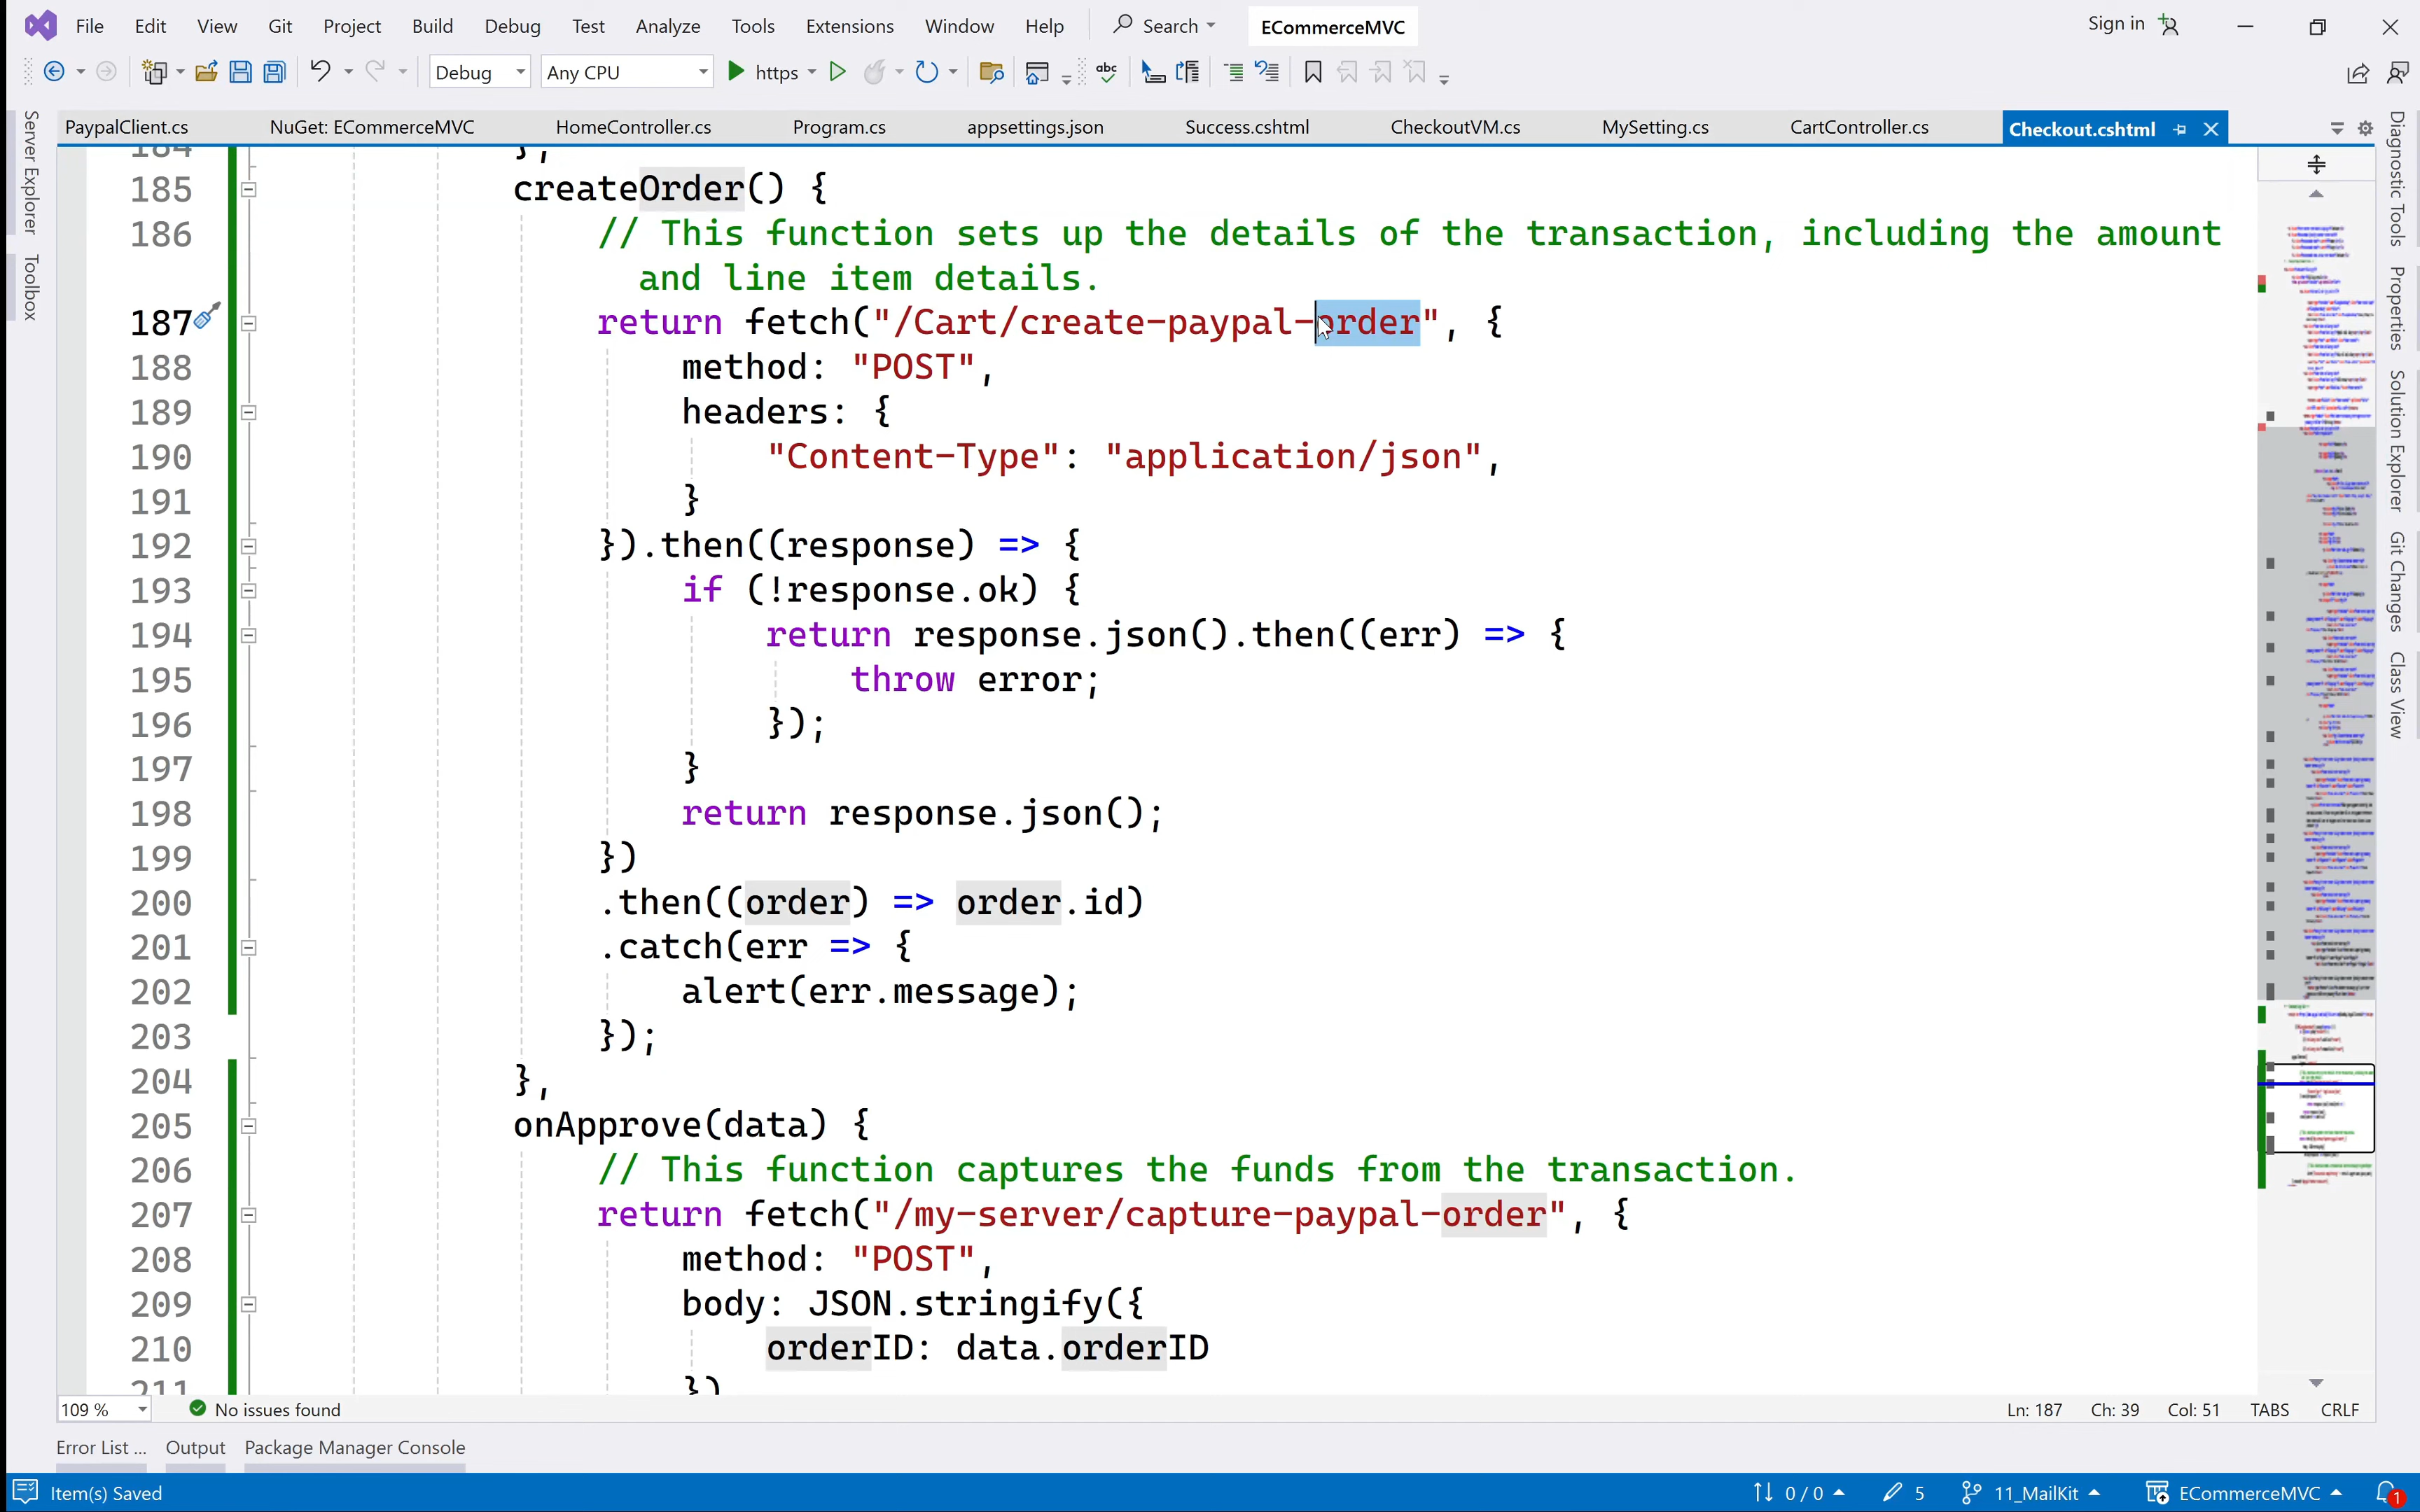 File Edit View Git Project Build Debug Test Analyze Tools Extensions Window Help Search ECommerceMVC Sign in
Debug Any CPU https
PaypalClient.cs NuGet: ECommerceMVC HomeController.cs Program.cs appsettings.json Success.cshtml CheckoutVM.cs MySetting.cs CartController.cs Checkout.cshtml
Server Explorer
Toolbox
184 },
185 createOrder() {
186 // This function sets up the details of the transaction, including the amount
and line item details.
187 return fetch("/Cart/create-paypal-order", {
188 method: "POST",
189 headers: {
190 "Content-Type": "application/json",
191 }
192 }).then((response) => {
193 if (!response.ok) {
194 return response.json().then((err) => {
195 throw error;
196 });
197 }
198 return response.json();
199 })
200 .then((order) => order.id)
201 .catch(err => {
202 alert(err.message);
203 });
204 },
205 onApprove(data) {
206 // This function captures the funds from the transaction.
207 return fetch("/my-server/capture-paypal-order", {
208 method: "POST",
209 body: JSON.stringify({
210 orderID: data.orderID
211 })
Diagnostic Tools
Properties
Solution Explorer
Git Changes
Class View
109 % No issues found Ln: 187 Ch: 39 Col: 51 TABS CRLF
Error List ... Output Package Manager Console
Item(s) Saved 0 / 0 5 11_MailKit ECommerceMVC 1